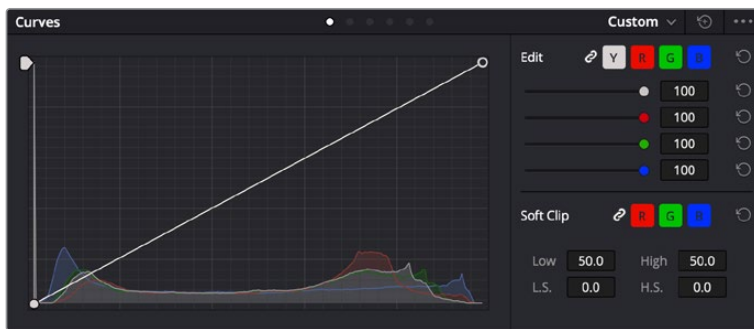 Curves Custom
Edit Y R G B
100
100
100
100
Soft Clip R G B
Low 50.0 High 50.0
L.S. 0.0 H.S. 0.0